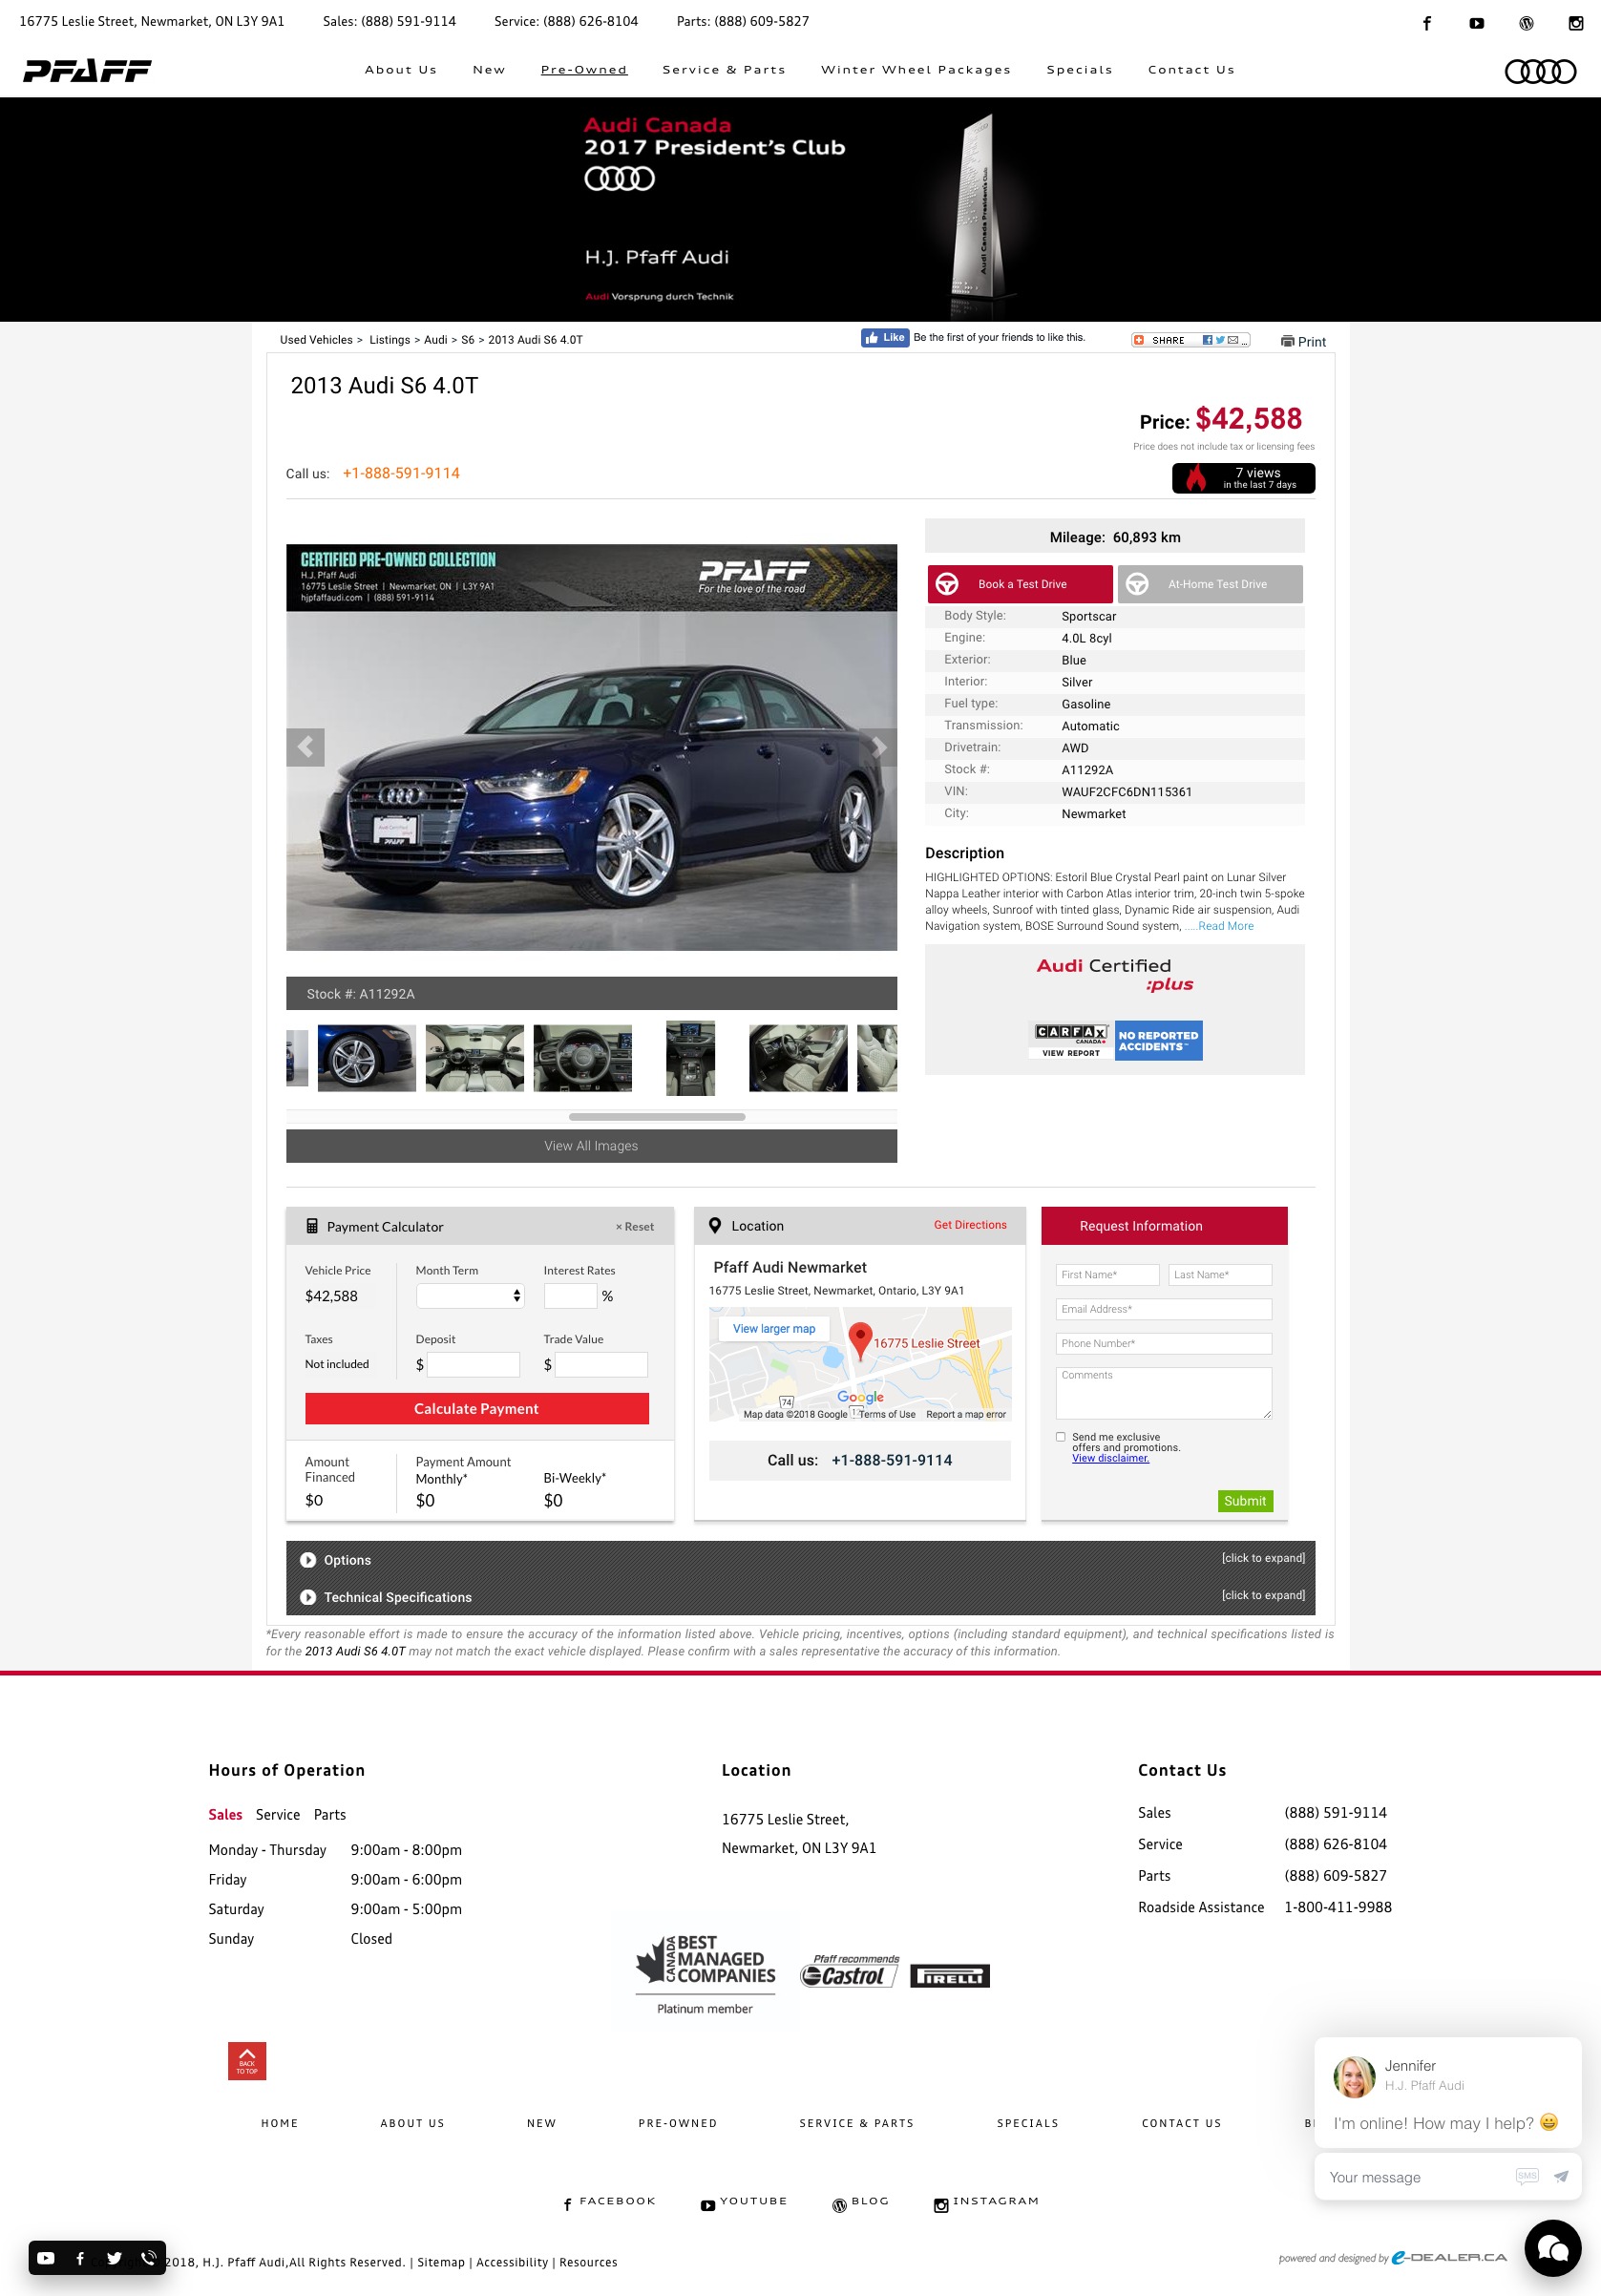 16775 Leslie Street, Newmarket, ON L3Y 9A1 Sales: (888) 591-9114 Service: (888) 626-8104 Parts: (888) 609-5827
PFAFF
About Us New Pre-Owned Service & Parts Winter Wheel Packages Specials Contact Us
Audi Canada
2017 President's Club
H.J. Pfaff Audi
Audi Vorsprung durch Technik
Audi Canada President's Club
Used Vehicles > Listings > Audi > S6 > 2013 Audi S6 4.0T
Like Be the first of your friends to like this.
SHARE ...
Print
2013 Audi S6 4.0T
Price: $42,588
Price does not include tax or licensing fees
Call us: +1-888-591-9114
7 views
in the last 7 days
CERTIFIED PRE-OWNED COLLECTION
H.J. Pfaff Audi
16775 Leslie Street | Newmarket, ON | L3Y 9A1
hjpfaffaudi.com | (888) 591-9114
PFAFF
For the love of the road
Audi Certified
PFAFF
Stock #: A11292A
View All Images
Mileage: 60,893 km
Book a Test Drive
At-Home Test Drive
Body Style: Sportscar
Engine: 4.0L 8cyl
Exterior: Blue
Interior: Silver
Fuel type: Gasoline
Transmission: Automatic
Drivetrain: AWD
Stock #: A11292A
VIN: WAUF2CFC6DN115361
City: Newmarket
Description
HIGHLIGHTED OPTIONS: Estoril Blue Crystal Pearl paint on Lunar Silver
Nappa Leather interior with Carbon Atlas interior trim, 20-inch twin 5-spoke
alloy wheels, Sunroof with tinted glass, Dynamic Ride air suspension, Audi
Navigation system, BOSE Surround Sound system, .....Read More
Audi Certified
:plus
CARFAX
CANADA
VIEW REPORT
NO REPORTED
ACCIDENTS™
Payment Calculator × Reset
Vehicle Price Month Term Interest Rates
$42,588 %
Taxes Deposit Trade Value
Not included $ $
Calculate Payment
Amount
Financed
$0
Payment Amount
Monthly* Bi-Weekly*
$0 $0
Location Get Directions
Pfaff Audi Newmarket
16775 Leslie Street, Newmarket, Ontario, L3Y 9A1
View larger map
16775 Leslie Street
74
Google
Map data ©2018 Google Terms of Use Report a map error
Call us: +1-888-591-9114
Request Information
First Name* Last Name*
Email Address*
Phone Number*
Comments
Send me exclusive
offers and promotions.
View disclaimer.
Submit
Options [click to expand]
Technical Specifications [click to expand]
*Every reasonable effort is made to ensure the accuracy of the information listed above. Vehicle pricing, incentives, options (including standard equipment), and technical specifications listed is
for the 2013 Audi S6 4.0T may not match the exact vehicle displayed. Please confirm with a sales representative the accuracy of this information.
Hours of Operation
Sales Service Parts
Monday - Thursday 9:00am - 8:00pm
Friday 9:00am - 6:00pm
Saturday 9:00am - 5:00pm
Sunday Closed
Location
16775 Leslie Street,
Newmarket, ON L3Y 9A1
Contact Us
Sales (888) 591-9114
Service (888) 626-8104
Parts (888) 609-5827
Roadside Assistance 1-800-411-9988
CANADA
BEST
MANAGED
COMPANIES
Platinum member
Pfaff recommends
Castrol
PIRELLI
BACK
TO TOP
Jennifer
H.J. Pfaff Audi
I'm online! How may I help? 😀
Your message SMS
HOME ABOUT US NEW PRE-OWNED SERVICE & PARTS SPECIALS CONTACT US
FACEBOOK YOUTUBE BLOG INSTAGRAM
2018, H.J. Pfaff Audi,All Rights Reserved. | Sitemap | Accessibility | Resources
powered and designed by e-DEALER.CA